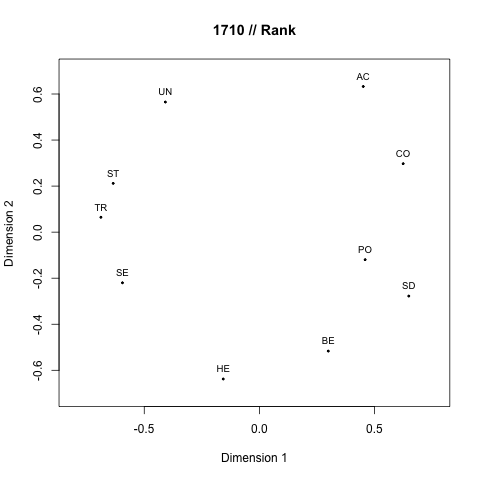 1710 // Rank
AC
UN
0.6
CO
0.4
ST
0.2
TR
0.0
PO
SE
-0.2
SD
-0.4
BE
HE
-0.6
Dimension 2
-0.5 0.0 0.5
Dimension 1